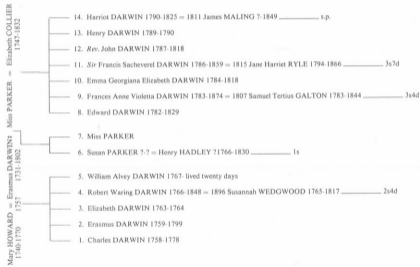 14. Harriot DARWIN 1790-1825 = 1811 James MALING ?-1849 s.p.
13. Henry DARWIN 1789-1790
12. Rev. John DARWIN 1787-1818
11. Sir Francis Sacheverel DARWIN 1786-1859 = 1815 Jane Harriet RYLE 1794-1866 3s7d
10. Emma Georgiana Elizabeth DARWIN 1784-1818
9. Frances Anne Violetta DARWIN 1783-1874 = 1807 Samuel Tertius GALTON 1783-1844 3s4d
8. Edward DARWIN 1782-1829
7. Miss PARKER
6. Susan PARKER ?-? = Henry HADLEY ?1766-1830 1s
5. William Alvey DARWIN 1767- lived twenty days
4. Robert Waring DARWIN 1766-1848 = 1896 Susannah WEDGWOOD 1765-1817 2s4d
3. Elizabeth DARWIN 1763-1764
2. Erasmus DARWIN 1759-1799
1. Charles DARWIN 1758-1778
Mary HOWARD = Erasmus DARWIN‡ = Miss PARKER = Elizabeth COLLIER
1740-1770 1757 1731-1802 1747-1832